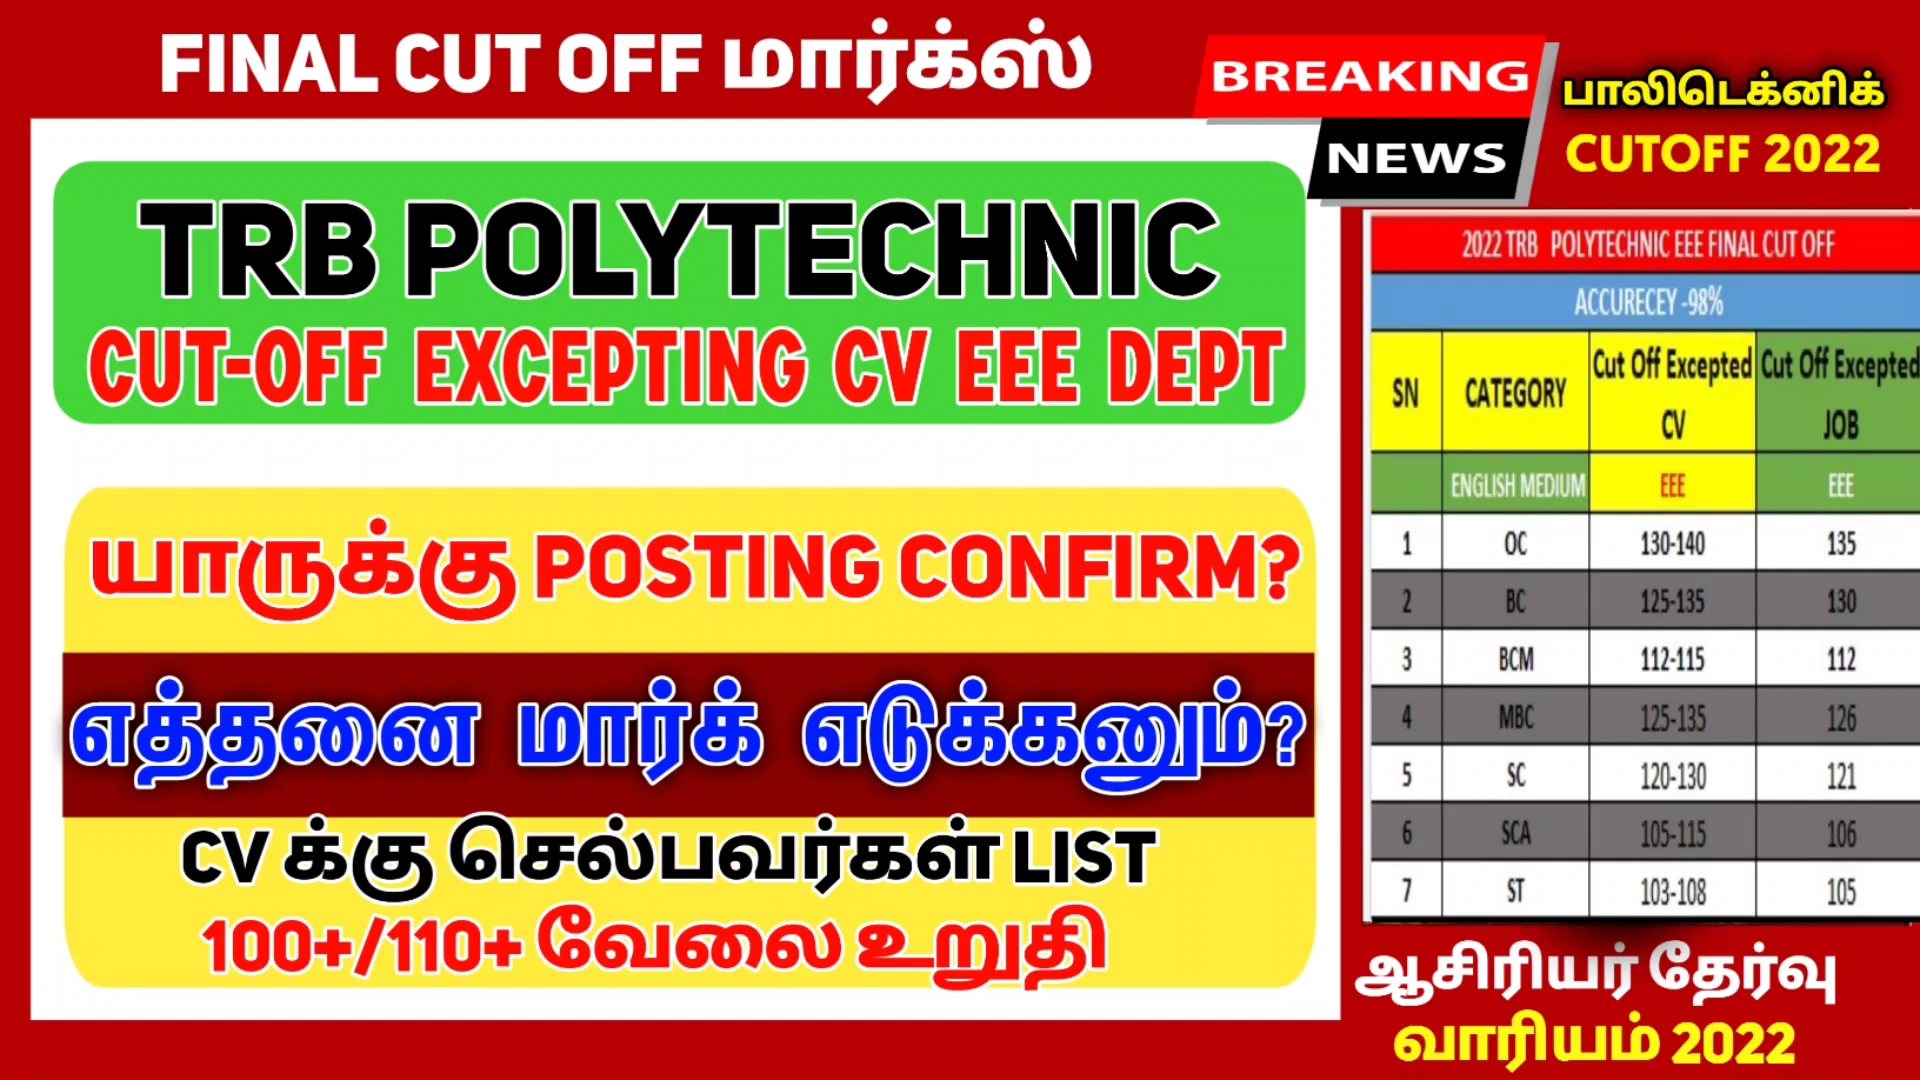 FINAL CUT OFF மார்க்ஸ்
BREAKING
NEWS
பாலிடெக்னிக்
CUTOFF 2022
TRB POLYTECHNIC
CUT-OFF EXCEPTING CV EEE DEPT
யாருக்கு POSTING CONFIRM?
எத்தனை மார்க் எடுக்கனும்?
CV க்கு செல்பவர்கள் LIST
100+/110+ வேலை உறுதி
2022 TRB POLYTECHNIC EEE FINAL CUT OFF
ACCURECEY -98%
SN CATEGORY Cut Off Excepted CV Cut Off Excepted JOB
ENGLISH MEDIUM EEE EEE
1 OC 130-140 135
2 BC 125-135 130
3 BCM 112-115 112
4 MBC 125-135 126
5 SC 120-130 121
6 SCA 105-115 106
7 ST 103-108 105
ஆசிரியர் தேர்வு
வாரியம் 2022